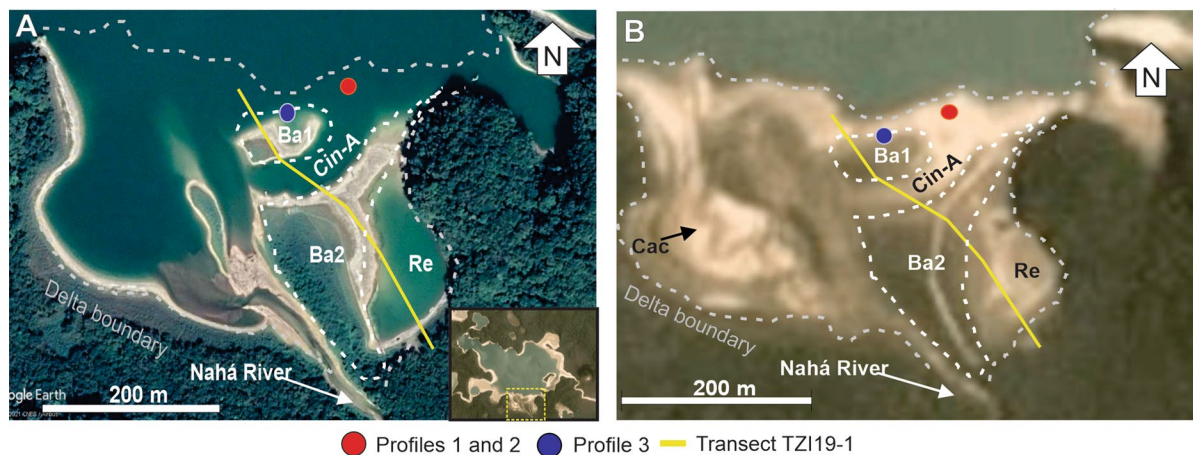 A
N
Ba1
Cin-A
Ba2
Re
Delta boundary
Nahá River
ogle Earth
200 m
B
N
Ba1
Cin-A
Cac
Ba2
Re
Delta boundary
Nahá River
200 m
Profiles 1 and 2 Profile 3 Transect TZI19-1